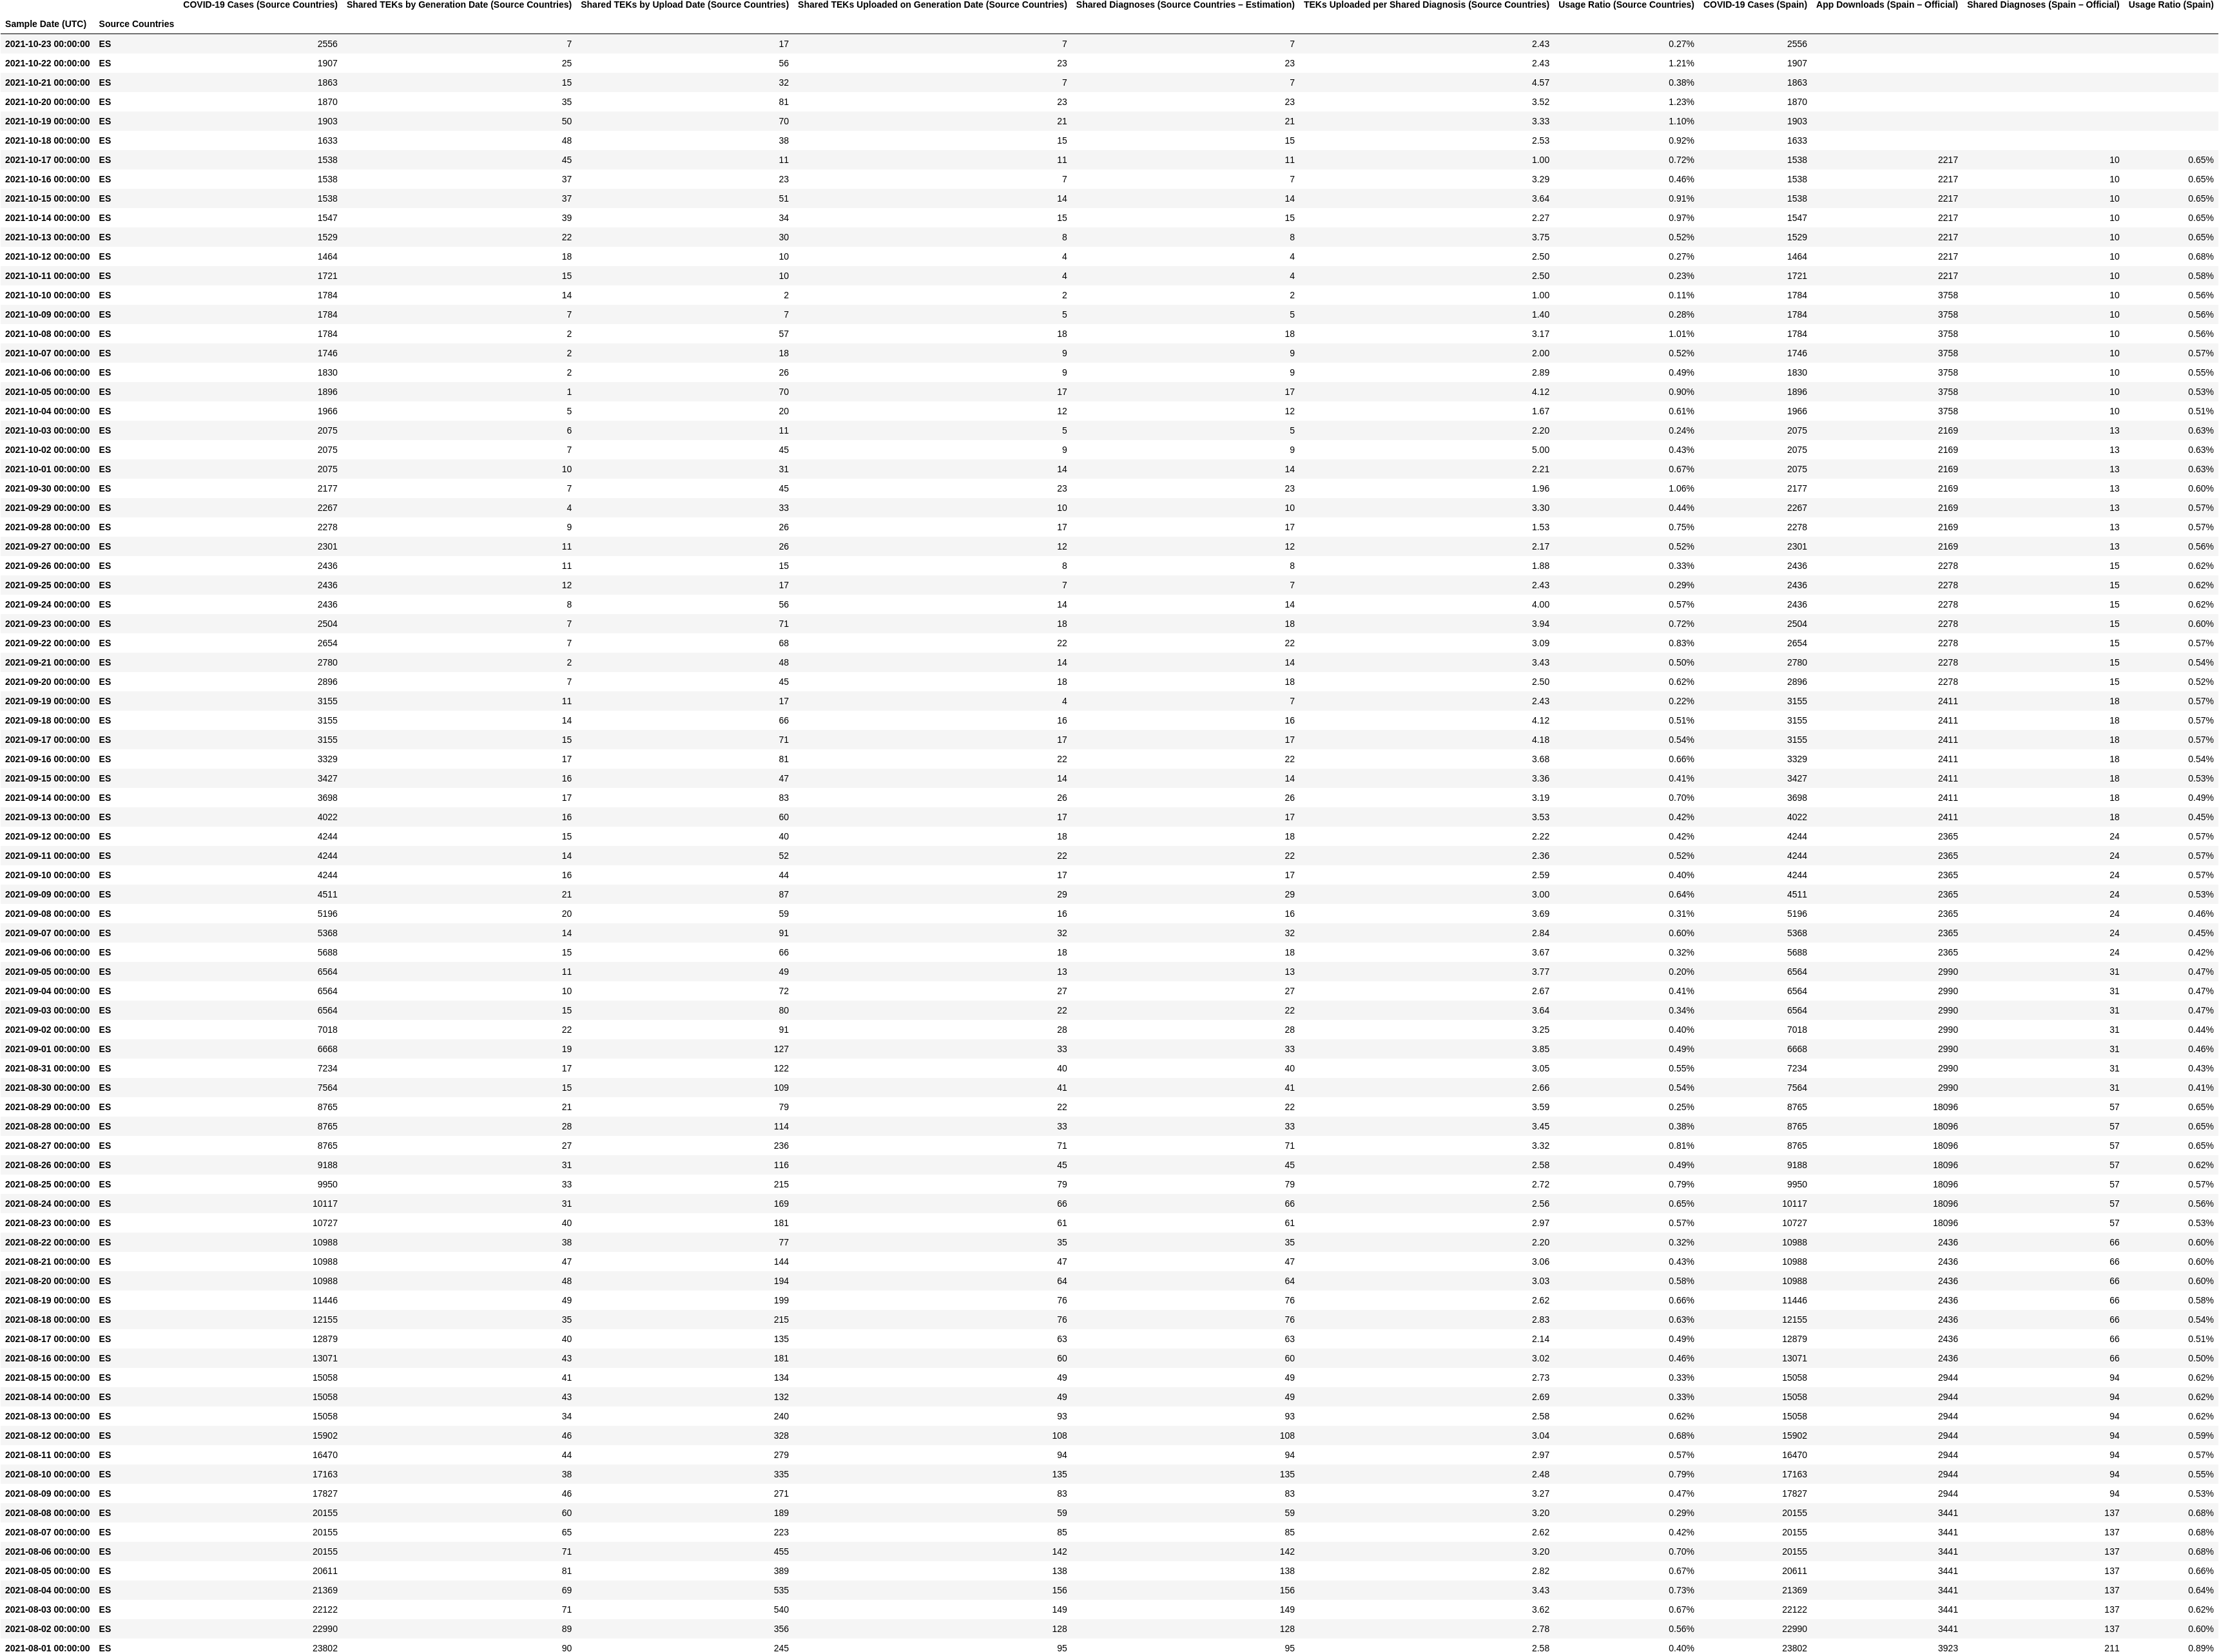 COVID-19 Cases (Source Countries) Shared TEKs by Generation Date (Source Countries) Shared TEKs by Upload Date (Source Countries) Shared TEKs Uploaded on Generation Date (Source Countries) Shared Diagnoses (Source Countries – Estimation) TEKs Uploaded per Shared Diagnosis (Source Countries) Usage Ratio (Source Countries) COVID-19 Cases (Spain) App Downloads (Spain – Official) Shared Diagnoses (Spain – Official) Usage Ratio (Spain)
Sample Date (UTC) Source Countries
2021-10-23 00:00:00 ES 2556 7 17 7 7 2.43 0.27% 2556
2021-10-22 00:00:00 ES 1907 25 56 23 23 2.43 1.21% 1907
2021-10-21 00:00:00 ES 1863 15 32 7 7 4.57 0.38% 1863
2021-10-20 00:00:00 ES 1870 35 81 23 23 3.52 1.23% 1870
2021-10-19 00:00:00 ES 1903 50 70 21 21 3.33 1.10% 1903
2021-10-18 00:00:00 ES 1633 48 38 15 15 2.53 0.92% 1633
2021-10-17 00:00:00 ES 1538 45 11 11 11 1.00 0.72% 1538 2217 10 0.65%
2021-10-16 00:00:00 ES 1538 37 23 7 7 3.29 0.46% 1538 2217 10 0.65%
2021-10-15 00:00:00 ES 1538 37 51 14 14 3.64 0.91% 1538 2217 10 0.65%
2021-10-14 00:00:00 ES 1547 39 34 15 15 2.27 0.97% 1547 2217 10 0.65%
2021-10-13 00:00:00 ES 1529 22 30 8 8 3.75 0.52% 1529 2217 10 0.65%
2021-10-12 00:00:00 ES 1464 18 10 4 4 2.50 0.27% 1464 2217 10 0.68%
2021-10-11 00:00:00 ES 1721 15 10 4 4 2.50 0.23% 1721 2217 10 0.58%
2021-10-10 00:00:00 ES 1784 14 2 2 2 1.00 0.11% 1784 3758 10 0.56%
2021-10-09 00:00:00 ES 1784 7 7 5 5 1.40 0.28% 1784 3758 10 0.56%
2021-10-08 00:00:00 ES 1784 2 57 18 18 3.17 1.01% 1784 3758 10 0.56%
2021-10-07 00:00:00 ES 1746 2 18 9 9 2.00 0.52% 1746 3758 10 0.57%
2021-10-06 00:00:00 ES 1830 2 26 9 9 2.89 0.49% 1830 3758 10 0.55%
2021-10-05 00:00:00 ES 1896 1 70 17 17 4.12 0.90% 1896 3758 10 0.53%
2021-10-04 00:00:00 ES 1966 5 20 12 12 1.67 0.61% 1966 3758 10 0.51%
2021-10-03 00:00:00 ES 2075 6 11 5 5 2.20 0.24% 2075 2169 13 0.63%
2021-10-02 00:00:00 ES 2075 7 45 9 9 5.00 0.43% 2075 2169 13 0.63%
2021-10-01 00:00:00 ES 2075 10 31 14 14 2.21 0.67% 2075 2169 13 0.63%
2021-09-30 00:00:00 ES 2177 7 45 23 23 1.96 1.06% 2177 2169 13 0.60%
2021-09-29 00:00:00 ES 2267 4 33 10 10 3.30 0.44% 2267 2169 13 0.57%
2021-09-28 00:00:00 ES 2278 9 26 17 17 1.53 0.75% 2278 2169 13 0.57%
2021-09-27 00:00:00 ES 2301 11 26 12 12 2.17 0.52% 2301 2169 13 0.56%
2021-09-26 00:00:00 ES 2436 11 15 8 8 1.88 0.33% 2436 2278 15 0.62%
2021-09-25 00:00:00 ES 2436 12 17 7 7 2.43 0.29% 2436 2278 15 0.62%
2021-09-24 00:00:00 ES 2436 8 56 14 14 4.00 0.57% 2436 2278 15 0.62%
2021-09-23 00:00:00 ES 2504 7 71 18 18 3.94 0.72% 2504 2278 15 0.60%
2021-09-22 00:00:00 ES 2654 7 68 22 22 3.09 0.83% 2654 2278 15 0.57%
2021-09-21 00:00:00 ES 2780 2 48 14 14 3.43 0.50% 2780 2278 15 0.54%
2021-09-20 00:00:00 ES 2896 7 45 18 18 2.50 0.62% 2896 2278 15 0.52%
2021-09-19 00:00:00 ES 3155 11 17 4 7 2.43 0.22% 3155 2411 18 0.57%
2021-09-18 00:00:00 ES 3155 14 66 16 16 4.12 0.51% 3155 2411 18 0.57%
2021-09-17 00:00:00 ES 3155 15 71 17 17 4.18 0.54% 3155 2411 18 0.57%
2021-09-16 00:00:00 ES 3329 17 81 22 22 3.68 0.66% 3329 2411 18 0.54%
2021-09-15 00:00:00 ES 3427 16 47 14 14 3.36 0.41% 3427 2411 18 0.53%
2021-09-14 00:00:00 ES 3698 17 83 26 26 3.19 0.70% 3698 2411 18 0.49%
2021-09-13 00:00:00 ES 4022 16 60 17 17 3.53 0.42% 4022 2411 18 0.45%
2021-09-12 00:00:00 ES 4244 15 40 18 18 2.22 0.42% 4244 2365 24 0.57%
2021-09-11 00:00:00 ES 4244 14 52 22 22 2.36 0.52% 4244 2365 24 0.57%
2021-09-10 00:00:00 ES 4244 16 44 17 17 2.59 0.40% 4244 2365 24 0.57%
2021-09-09 00:00:00 ES 4511 21 87 29 29 3.00 0.64% 4511 2365 24 0.53%
2021-09-08 00:00:00 ES 5196 20 59 16 16 3.69 0.31% 5196 2365 24 0.46%
2021-09-07 00:00:00 ES 5368 14 91 32 32 2.84 0.60% 5368 2365 24 0.45%
2021-09-06 00:00:00 ES 5688 15 66 18 18 3.67 0.32% 5688 2365 24 0.42%
2021-09-05 00:00:00 ES 6564 11 49 13 13 3.77 0.20% 6564 2990 31 0.47%
2021-09-04 00:00:00 ES 6564 10 72 27 27 2.67 0.41% 6564 2990 31 0.47%
2021-09-03 00:00:00 ES 6564 15 80 22 22 3.64 0.34% 6564 2990 31 0.47%
2021-09-02 00:00:00 ES 7018 22 91 28 28 3.25 0.40% 7018 2990 31 0.44%
2021-09-01 00:00:00 ES 6668 19 127 33 33 3.85 0.49% 6668 2990 31 0.46%
2021-08-31 00:00:00 ES 7234 17 122 40 40 3.05 0.55% 7234 2990 31 0.43%
2021-08-30 00:00:00 ES 7564 15 109 41 41 2.66 0.54% 7564 2990 31 0.41%
2021-08-29 00:00:00 ES 8765 21 79 22 22 3.59 0.25% 8765 18096 57 0.65%
2021-08-28 00:00:00 ES 8765 28 114 33 33 3.45 0.38% 8765 18096 57 0.65%
2021-08-27 00:00:00 ES 8765 27 236 71 71 3.32 0.81% 8765 18096 57 0.65%
2021-08-26 00:00:00 ES 9188 31 116 45 45 2.58 0.49% 9188 18096 57 0.62%
2021-08-25 00:00:00 ES 9950 33 215 79 79 2.72 0.79% 9950 18096 57 0.57%
2021-08-24 00:00:00 ES 10117 31 169 66 66 2.56 0.65% 10117 18096 57 0.56%
2021-08-23 00:00:00 ES 10727 40 181 61 61 2.97 0.57% 10727 18096 57 0.53%
2021-08-22 00:00:00 ES 10988 38 77 35 35 2.20 0.32% 10988 2436 66 0.60%
2021-08-21 00:00:00 ES 10988 47 144 47 47 3.06 0.43% 10988 2436 66 0.60%
2021-08-20 00:00:00 ES 10988 48 194 64 64 3.03 0.58% 10988 2436 66 0.60%
2021-08-19 00:00:00 ES 11446 49 199 76 76 2.62 0.66% 11446 2436 66 0.58%
2021-08-18 00:00:00 ES 12155 35 215 76 76 2.83 0.63% 12155 2436 66 0.54%
2021-08-17 00:00:00 ES 12879 40 135 63 63 2.14 0.49% 12879 2436 66 0.51%
2021-08-16 00:00:00 ES 13071 43 181 60 60 3.02 0.46% 13071 2436 66 0.50%
2021-08-15 00:00:00 ES 15058 41 134 49 49 2.73 0.33% 15058 2944 94 0.62%
2021-08-14 00:00:00 ES 15058 43 132 49 49 2.69 0.33% 15058 2944 94 0.62%
2021-08-13 00:00:00 ES 15058 34 240 93 93 2.58 0.62% 15058 2944 94 0.62%
2021-08-12 00:00:00 ES 15902 46 328 108 108 3.04 0.68% 15902 2944 94 0.59%
2021-08-11 00:00:00 ES 16470 44 279 94 94 2.97 0.57% 16470 2944 94 0.57%
2021-08-10 00:00:00 ES 17163 38 335 135 135 2.48 0.79% 17163 2944 94 0.55%
2021-08-09 00:00:00 ES 17827 46 271 83 83 3.27 0.47% 17827 2944 94 0.53%
2021-08-08 00:00:00 ES 20155 60 189 59 59 3.20 0.29% 20155 3441 137 0.68%
2021-08-07 00:00:00 ES 20155 65 223 85 85 2.62 0.42% 20155 3441 137 0.68%
2021-08-06 00:00:00 ES 20155 71 455 142 142 3.20 0.70% 20155 3441 137 0.68%
2021-08-05 00:00:00 ES 20611 81 389 138 138 2.82 0.67% 20611 3441 137 0.66%
2021-08-04 00:00:00 ES 21369 69 535 156 156 3.43 0.73% 21369 3441 137 0.64%
2021-08-03 00:00:00 ES 22122 71 540 149 149 3.62 0.67% 22122 3441 137 0.62%
2021-08-02 00:00:00 ES 22990 89 356 128 128 2.78 0.56% 22990 3441 137 0.60%
2021-08-01 00:00:00 ES 23802 90 245 95 95 2.58 0.40% 23802 3923 211 0.89%